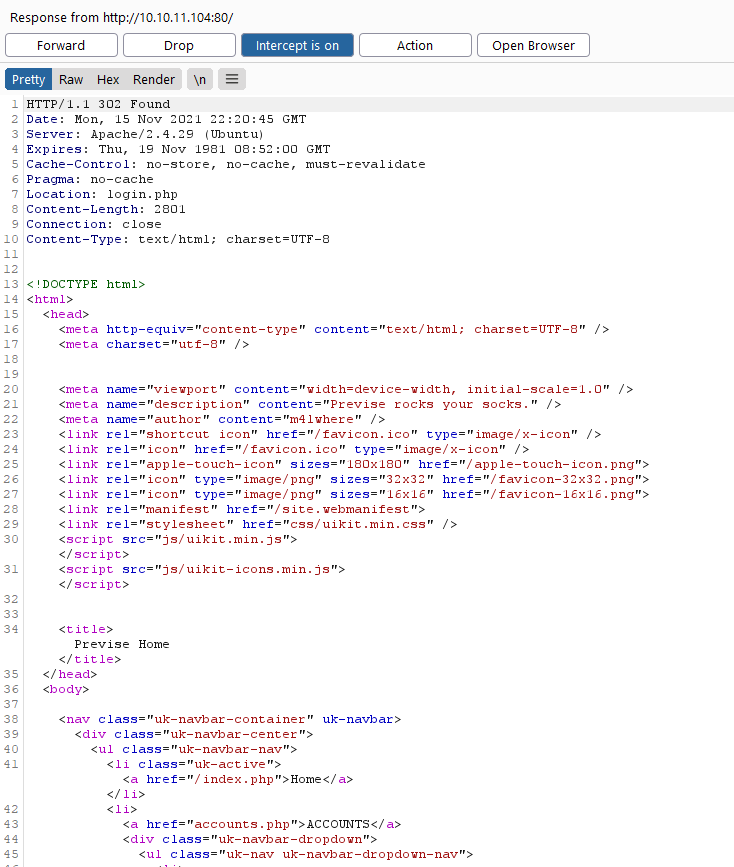 Response from http://10.10.11.104:80/
Forward Drop Intercept is on Action Open Browser
Pretty Raw Hex Render \n
1 HTTP/1.1 302 Found
2 Date: Mon, 15 Nov 2021 22:20:45 GMT
3 Server: Apache/2.4.29 (Ubuntu)
4 Expires: Thu, 19 Nov 1981 08:52:00 GMT
5 Cache-Control: no-store, no-cache, must-revalidate
6 Pragma: no-cache
7 Location: login.php
8 Content-Length: 2801
9 Connection: close
10 Content-Type: text/html; charset=UTF-8
11
12
13 <!DOCTYPE html>
14 <html>
15 <head>
16 <meta http-equiv="content-type" content="text/html; charset=UTF-8" />
17 <meta charset="utf-8" />
18
19
20 <meta name="viewport" content="width=device-width, initial-scale=1.0" />
21 <meta name="description" content="Previse rocks your socks." />
22 <meta name="author" content="m4lwhere" />
23 <link rel="shortcut icon" href="/favicon.ico" type="image/x-icon" />
24 <link rel="icon" href="/favicon.ico" type="image/x-icon" />
25 <link rel="apple-touch-icon" sizes="180x180" href="/apple-touch-icon.png">
26 <link rel="icon" type="image/png" sizes="32x32" href="/favicon-32x32.png">
27 <link rel="icon" type="image/png" sizes="16x16" href="/favicon-16x16.png">
28 <link rel="manifest" href="/site.webmanifest">
29 <link rel="stylesheet" href="css/uikit.min.css" />
30 <script src="js/uikit.min.js">
</script>
31 <script src="js/uikit-icons.min.js">
</script>
32
33
34 <title>
Previse Home
</title>
35 </head>
36 <body>
37
38 <nav class="uk-navbar-container" uk-navbar>
39 <div class="uk-navbar-center">
40 <ul class="uk-navbar-nav">
41 <li class="uk-active">
<a href="/index.php">Home</a>
</li>
42 <li>
43 <a href="accounts.php">ACCOUNTS</a>
44 <div class="uk-navbar-dropdown">
45 <ul class="uk-nav uk-navbar-dropdown-nav">